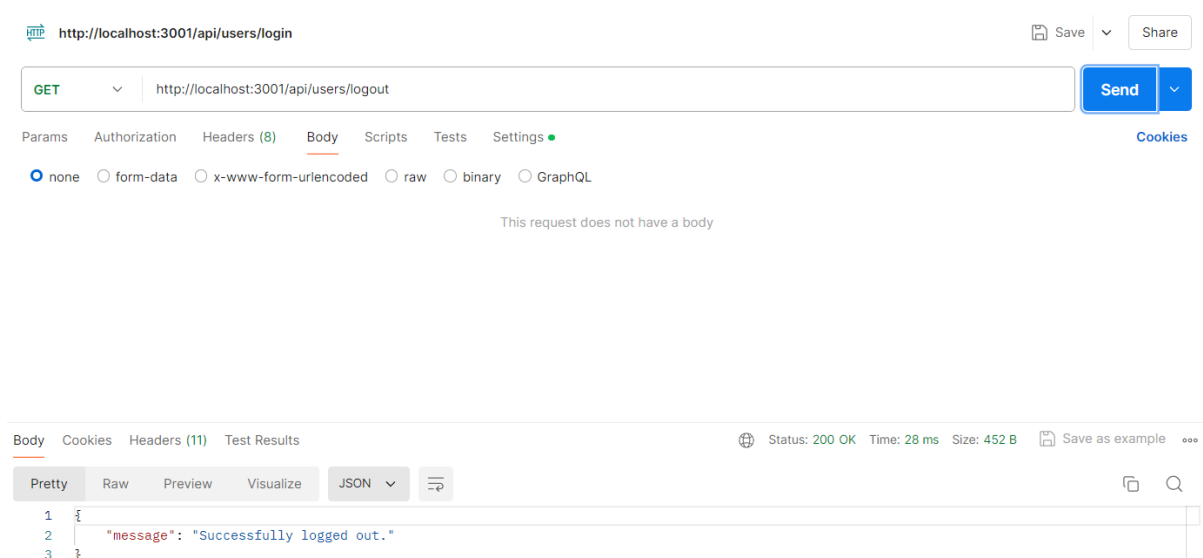 HTTP http://localhost:3001/api/users/login Save Share
GET http://localhost:3001/api/users/logout Send
Params Authorization Headers (8) Body Scripts Tests Settings Cookies
none form-data x-www-form-urlencoded raw binary GraphQL
This request does not have a body
Body Cookies Headers (11) Test Results Status: 200 OK Time: 28 ms Size: 452 B Save as example
Pretty Raw Preview Visualize JSON
1 {
2 "message": "Successfully logged out."
3 }